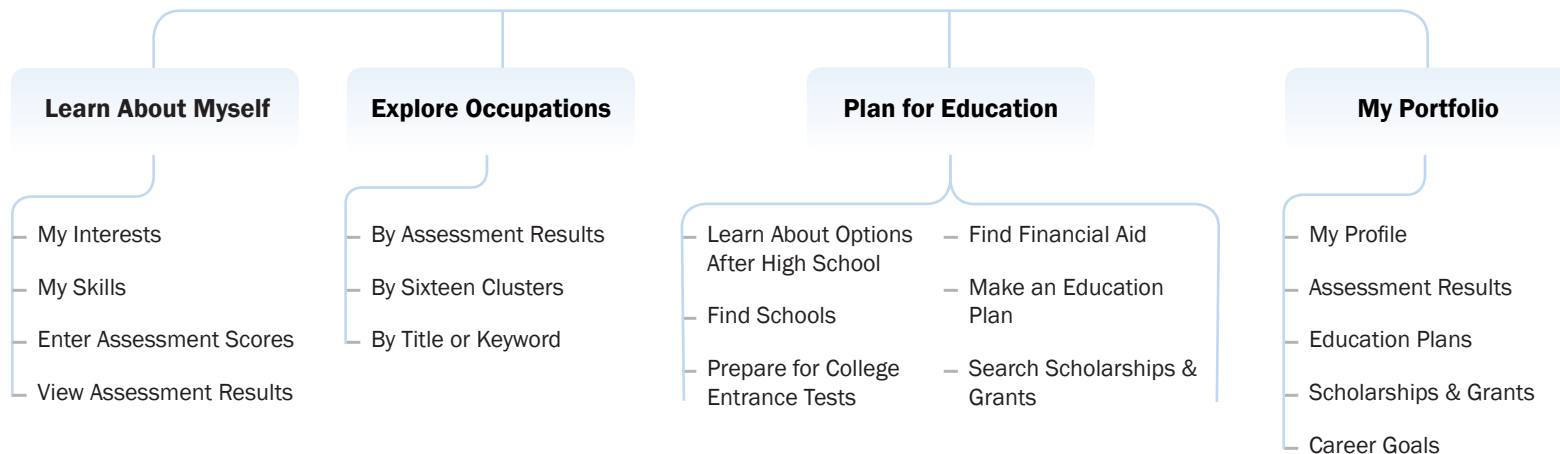 Learn About Myself
My Interests
My Skills
Enter Assessment Scores
View Assessment Results
Explore Occupations
By Assessment Results
By Sixteen Clusters
By Title or Keyword
Plan for Education
Learn About Options
After High School
Find Schools
Prepare for College
Entrance Tests
Find Financial Aid
Make an Education
Plan
Search Scholarships &
Grants
My Portfolio
My Profile
Assessment Results
Education Plans
Scholarships & Grants
Career Goals